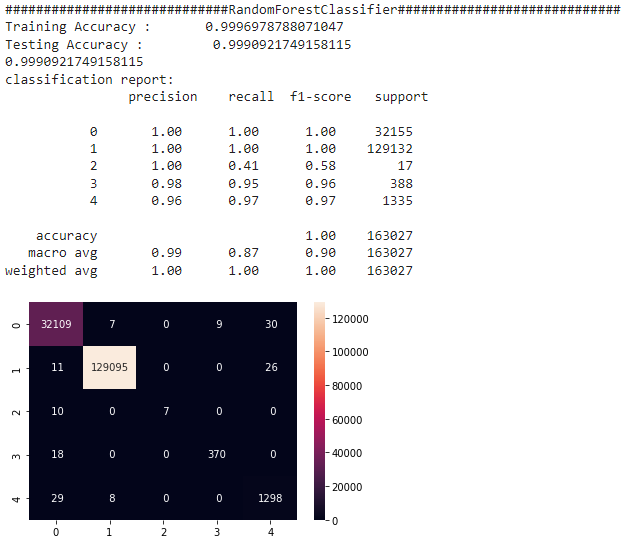 #############################RandomForestClassifier#############################
Training Accuracy : 0.9996978788071047
Testing Accuracy : 0.9990921749158115
0.9990921749158115
classification report:
precision recall f1-score support
0 1.00 1.00 1.00 32155
1 1.00 1.00 1.00 129132
2 1.00 0.41 0.58 17
3 0.98 0.95 0.96 388
4 0.96 0.97 0.97 1335
accuracy 1.00 163027
macro avg 0.99 0.87 0.90 163027
weighted avg 1.00 1.00 1.00 163027
0 32109 7 0 9 30
1 11 129095 0 0 26
2 10 0 7 0 0
3 18 0 0 370 0
4 29 8 0 0 1298
0 1 2 3 4
120000
100000
80000
60000
40000
20000
0